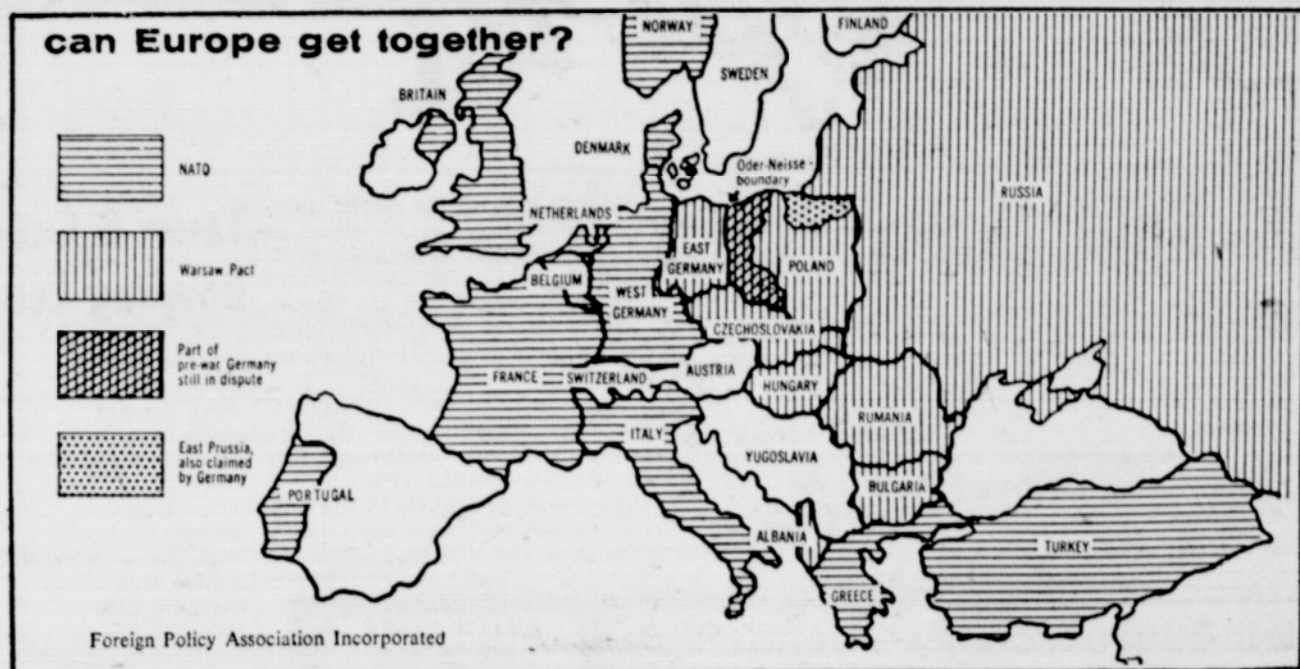 can Europe get together?
NATO
Warsaw Pact
Part of
pre-war Germany
still in dispute
East Prussia,
also claimed
by Germany
NORWAY
FINLAND
SWEDEN
BRITAIN
DENMARK
Oder-Neisse
boundary
RUSSIA
NETHERLANDS
EAST
GERMANY
POLAND
BELGIUM
WEST
GERMANY
CZECHOSLOVAKIA
FRANCE
SWITZERLAND
AUSTRIA
HUNGARY
RUMANIA
ITALY
YUGOSLAVIA
BULGARIA
PORTUGAL
ALBANIA
TURKEY
GREECE
Foreign Policy Association Incorporated